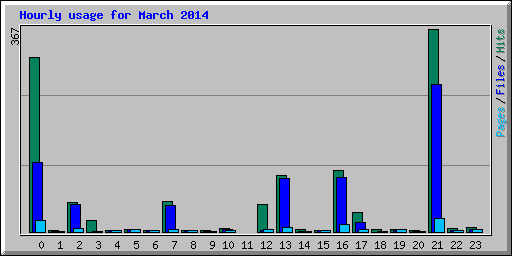 Hourly usage for March 2014
367
Pages/Files/Hits
0 1 2 3 4 5 6 7 8 9 10 11 12 13 14 15 16 17 18 19 20 21 22 23